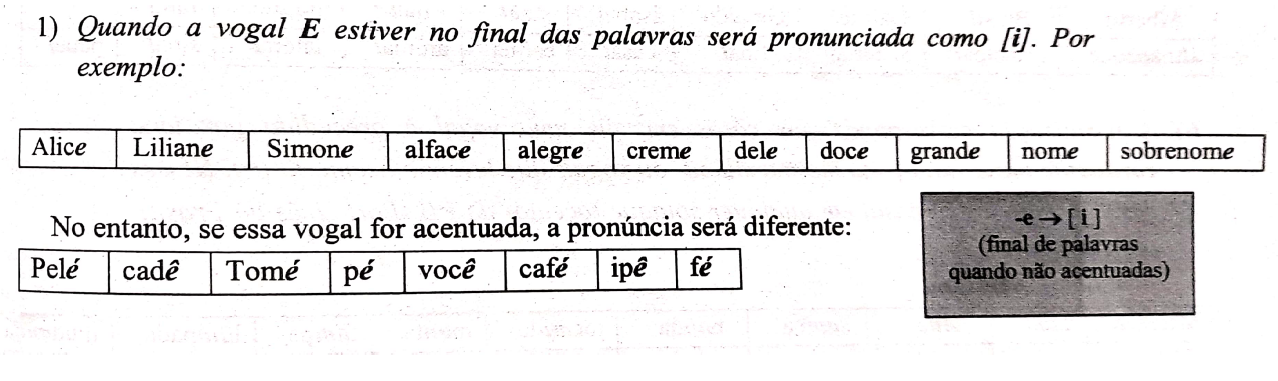 1) Quando a vogal E estiver no final das palavras será pronunciada como [i]. Por
exemplo:
Alice Liliane Simone alface alegre creme dele doce grande nome sobrenome
No entanto, se essa vogal for acentuada, a pronúncia será diferente:
Pelé cadê Tomé pé você café ipê fé
-e → [ i ]
(final de palavras
quando não acentuadas)